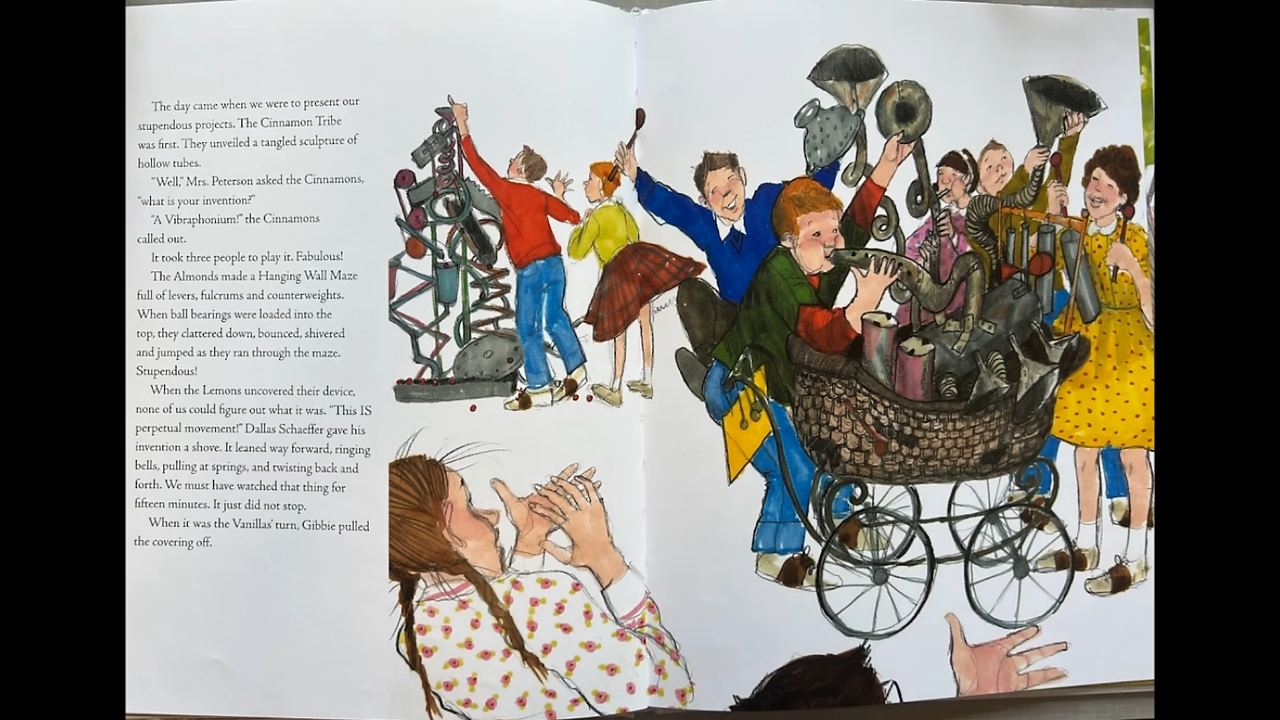 The day came when we were to present our
stupendous projects. The Cinnamon Tribe
was first. They unveiled a tangled sculpture of
hollow tubes.
"Well," Mrs. Peterson asked the Cinnamons,
"what is your invention?"
"A Vibraphonium!" the Cinnamons
called out.
It took three people to play it. Fabulous!
The Almonds made a Hanging Wall Maze
full of levers, fulcrums and counterweights.
When ball bearings were loaded into the
top, they clattered down, bounced, shivered
and jumped as they ran through the maze.
Stupendous!
When the Lemons uncovered their device,
none of us could figure out what it was. "This IS
perpetual movement!" Dallas Schaeffer gave his
invention a shove. It leaned way forward, ringing
bells, pulling at springs, and twisting back and
forth. We must have watched that thing for
fifteen minutes. It just did not stop.
When it was the Vanillas' turn, Gibbie pulled
the covering off.